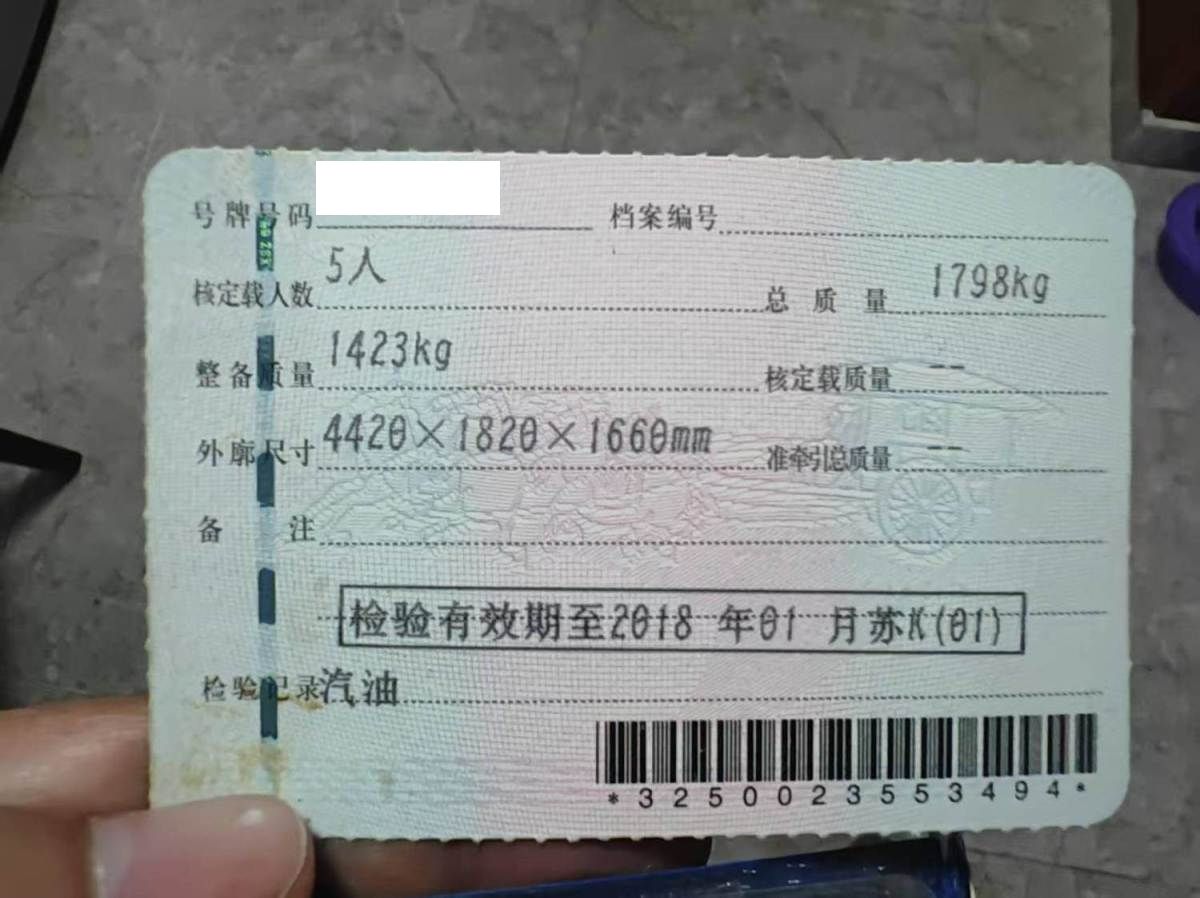 号牌号码 档案编号
核定载人数 5人 总质量 1798kg
整备质量 1423kg 核定载质量 --
外廓尺寸 4420×1820×1660mm 准牵引总质量 --
备注
检验有效期至2018 年01 月苏K(01)
检验记录 汽油
*3250023553494*